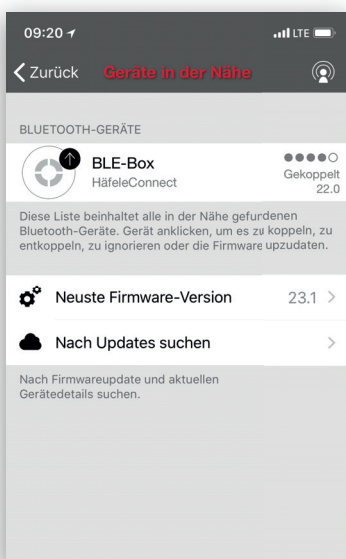 09:20
LTE
Zurück
Geräte in der Nähe
BLUETOOTH-GERÄTE
BLE-Box
HäfeleConnect
Gekoppelt
22.0
Diese Liste beinhaltet alle in der Nähe gefundenen
Bluetooth-Geräte. Gerät anklicken, um es zu koppeln, zu
entkoppeln, zu ignorieren oder die Firmware upzudaten.
Neuste Firmware-Version 23.1
Nach Updates suchen
Nach Firmwareupdate und aktuellen
Gerätedetails suchen.